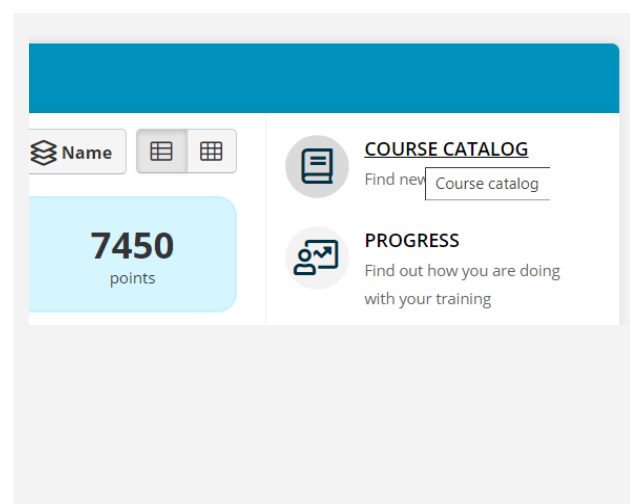 Name
7450
points
COURSE CATALOG
Find new
Course catalog
PROGRESS
Find out how you are doing
with your training